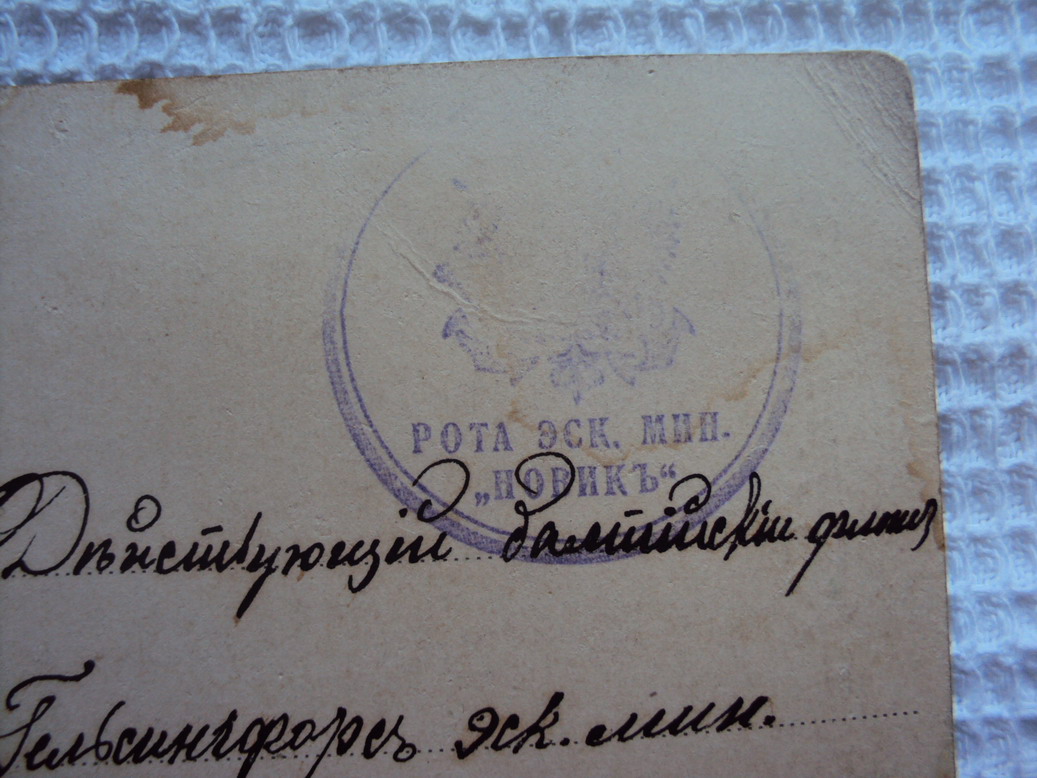 РОТА ЭСК. МИН.
„НОВИКЪ“
Дѣйствующій балтійскій флотъ
Гельсингфорсъ эск. мин.